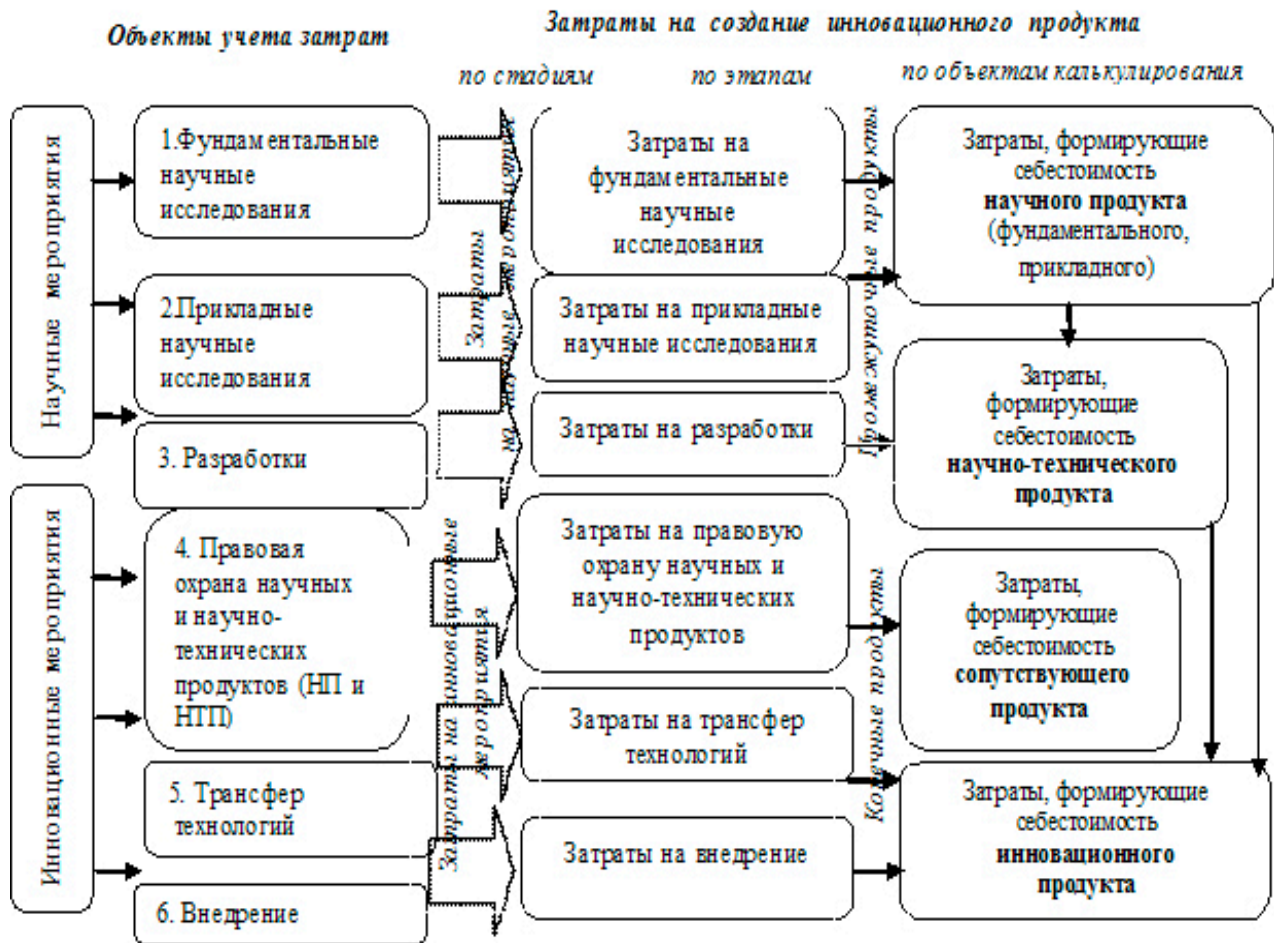 Объекты учета затрат
Затраты на создание инновационного продукта
по стадиям
по этапам
по объектам калькулирования
Научные мероприятия
Инновационные мероприятия
1.Фундаментальные
научные
исследования
2.Прикладные
научные
исследования
3. Разработки
4. Правовая
охрана научных
и научно-
технических
продуктов (НП и
НТП)
5. Трансфер
технологий
6. Внедрение
Затраты
на научные мероприятия
Затраты на инновационные
мероприятия
Затраты на
фундаментальные
научные
исследования
Затраты на прикладные
научные исследования
Затраты на разработки
Затраты на правовую
охрану научных и
научно-технических
продуктов
Затраты на трансфер
технологий
Затраты на внедрение
Промежуточные продукты
Конечные продукты
Затраты, формирующие
себестоимость
научного продукта
(фундаментального,
прикладного)
Затраты,
формирующие
себестоимость
научно-технического
продукта
Затраты,
формирующие
себестоимость
сопутствующего
продукта
Затраты, формирующие
себестоимость
инновационного
продукта